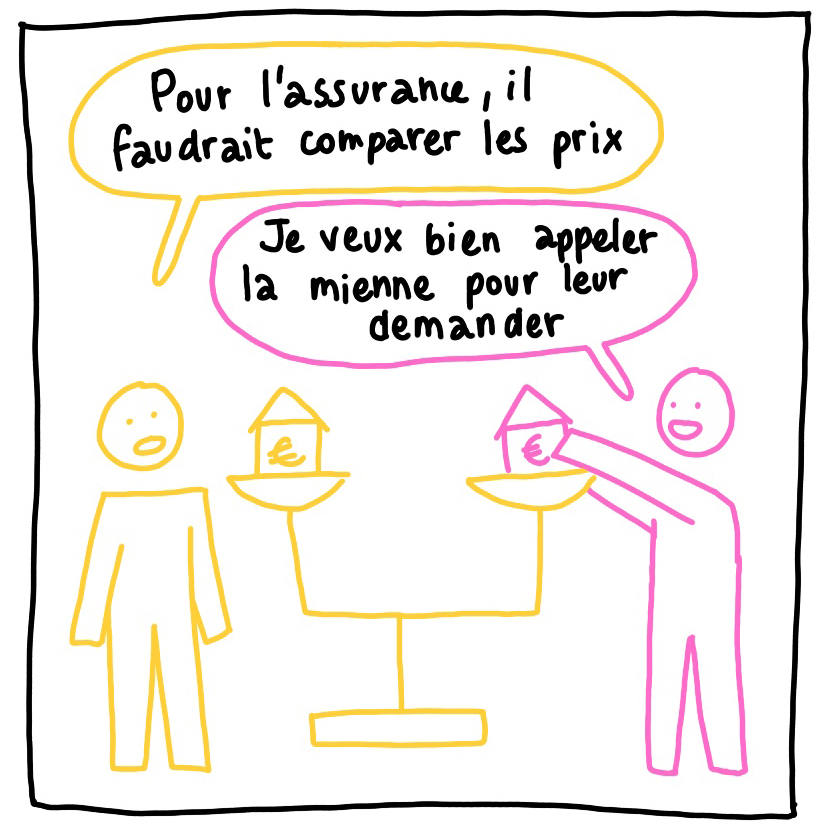 Pour l'assurance, il
faudrait comparer les prix
Je veux bien appeler
la mienne pour leur
demander
€
€